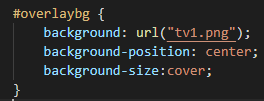 #overlaybg {
    background: url("tv1.png");
    background-position: center;
    background-size:cover;
}